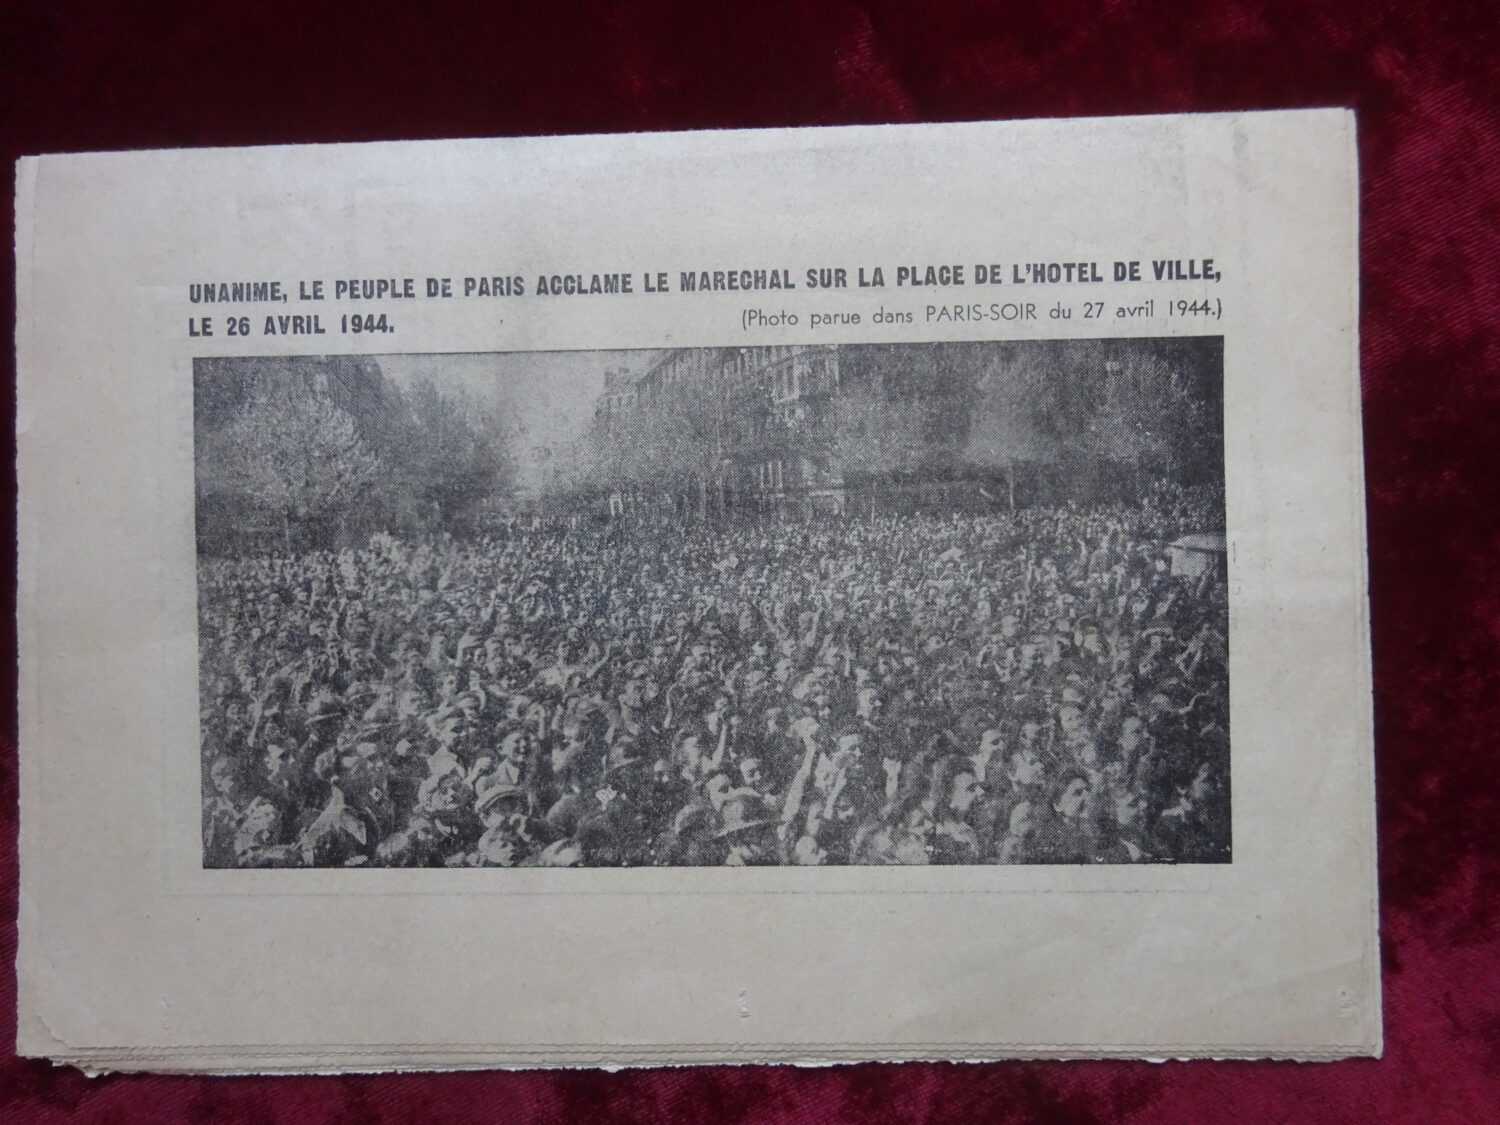 UNANIME, LE PEUPLE DE PARIS ACCLAME LE MARECHAL SUR LA PLACE DE L'HOTEL DE VILLE,
LE 26 AVRIL 1944. (Photo parue dans PARIS-SOIR du 27 avril 1944.)